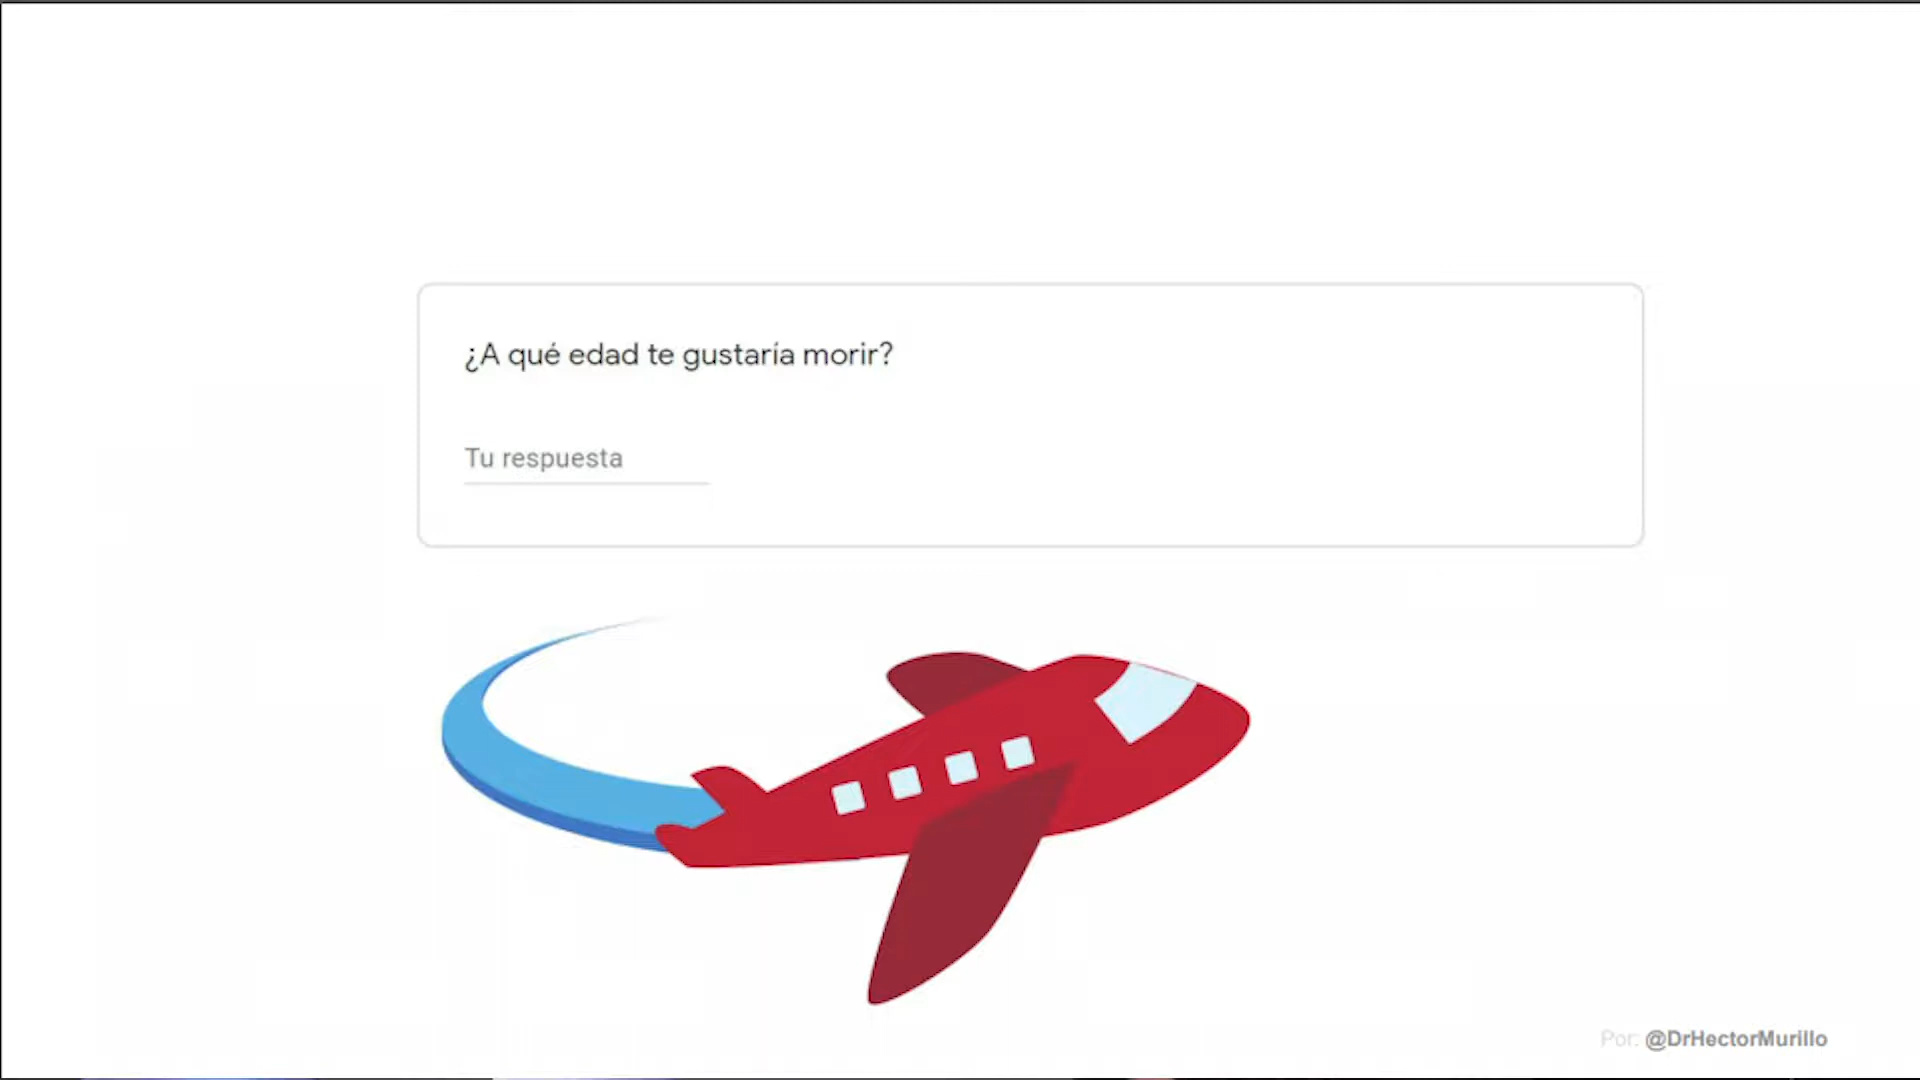 ¿A qué edad te gustaría morir?
Tu respuesta
Por: @DrHectorMurillo